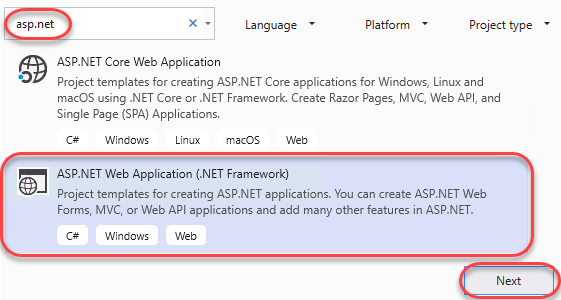 asp.net
Language
Platform
Project type
ASP.NET Core Web Application
Project templates for creating ASP.NET Core applications for Windows, Linux and
macOS using .NET Core or .NET Framework. Create Razor Pages, MVC, Web API, and
Single Page (SPA) Applications.
C# Windows Linux macOS Web
ASP.NET Web Application (.NET Framework)
Project templates for creating ASP.NET applications. You can create ASP.NET Web
Forms, MVC, or Web API applications and add many other features in ASP.NET.
C# Windows Web
Next